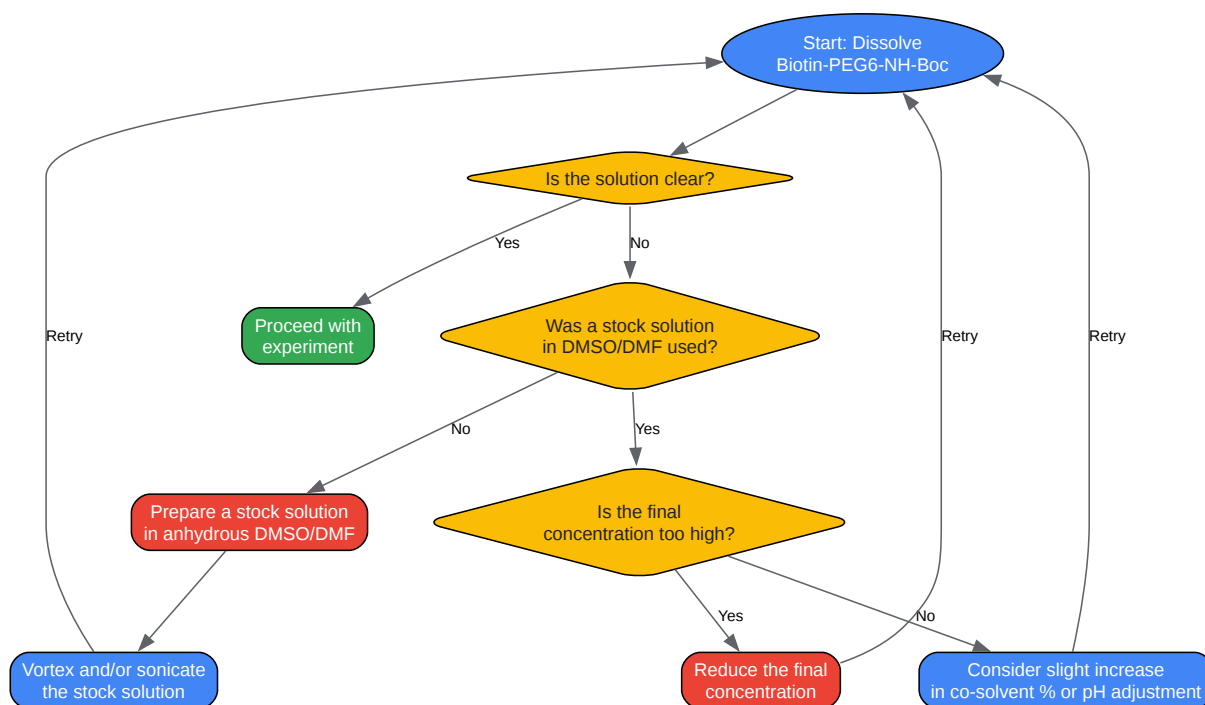 Start: Dissolve
Biotin-PEG6-NH-Boc
Is the solution clear?
Yes
No
Proceed with
experiment
Was a stock solution
in DMSO/DMF used?
Retry
Retry
Retry
No
Yes
Prepare a stock solution
in anhydrous DMSO/DMF
Is the final
concentration too high?
Yes
No
Vortex and/or sonicate
the stock solution
Reduce the final
concentration
Consider slight increase
in co-solvent % or pH adjustment